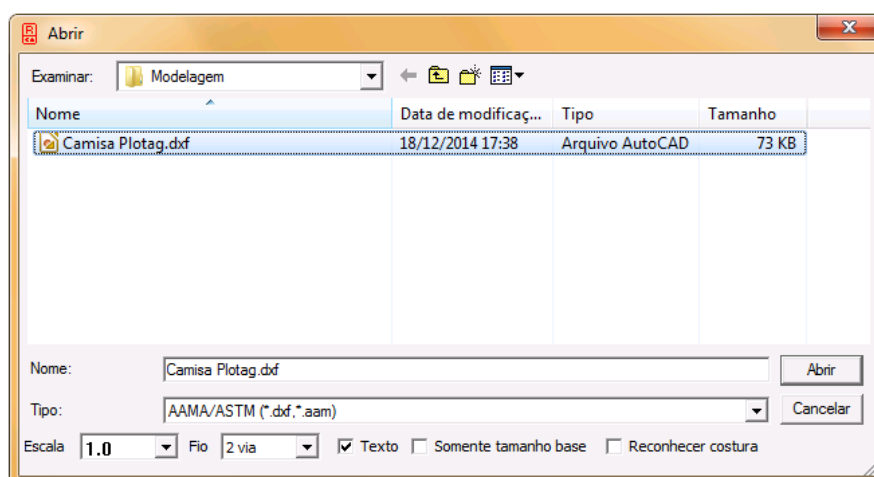 Abrir
Examinar: Modelagem
Nome Data de modificaç... Tipo Tamanho
Camisa Plotag.dxf 18/12/2014 17:38 Arquivo AutoCAD 73 KB
Nome: Camisa Plotag.dxf Abrir
Tipo: AAMA/ASTM (*.dxf,*.aam) Cancelar
Escala 1.0 Fio 2 via Texto Somente tamanho base Reconhecer costura